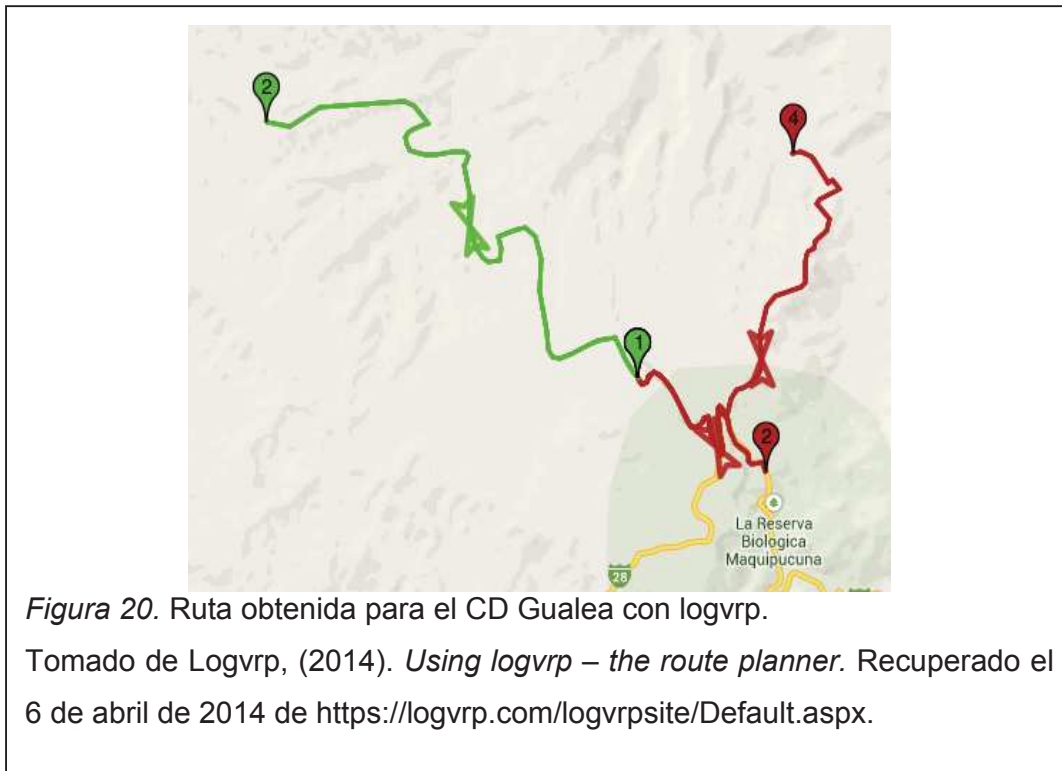 2
4
1
2
La Reserva
Biologica
Maquipucuna
28
Figura 20. Ruta obtenida para el CD Gualea con logvrp.
Tomado de Logvrp, (2014). Using logvrp – the route planner. Recuperado el
6 de abril de 2014 de https://logvrp.com/logvrpsite/Default.aspx.